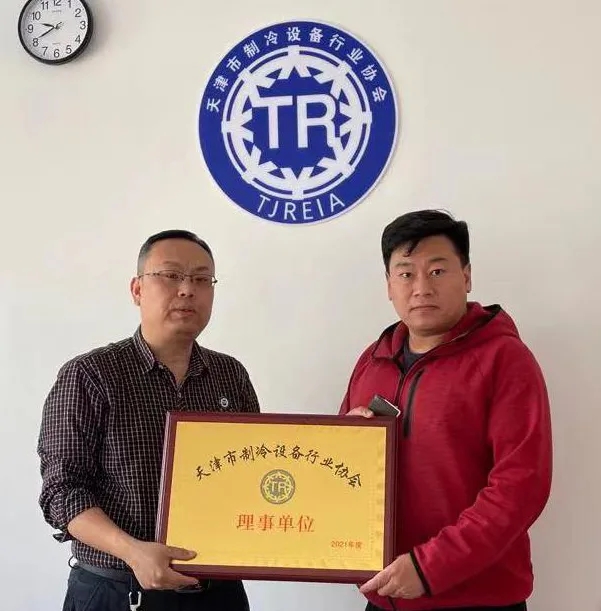 天津市制冷设备行业协会
TR
TJREIA
天津市制冷设备行业协会
TR
理事单位
2021年度